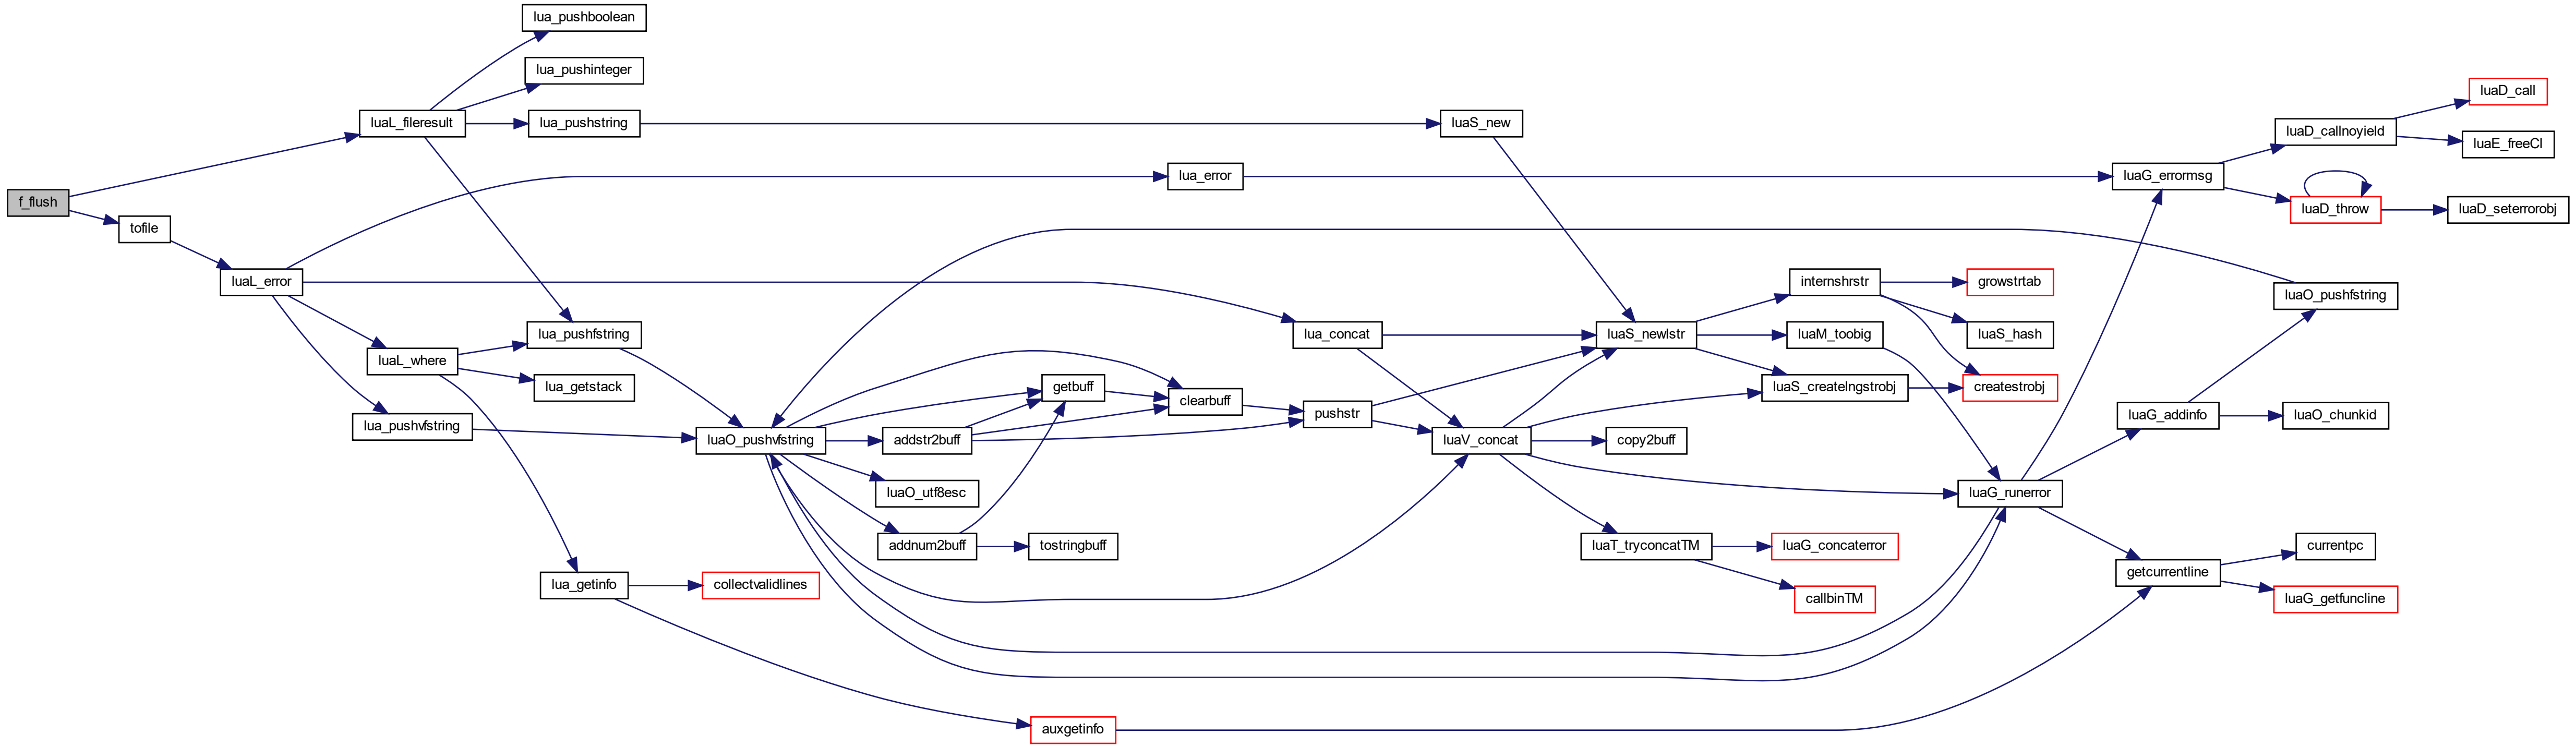 lua_pushboolean
lua_pushinteger
luaD_call
luaL_fileresult
lua_pushstring
luaS_new
luaD_callnoyield
luaE_freeCI
lua_error
luaG_errormsg
f_flush
luaD_throw
luaD_seterrorobj
tofile
luaL_error
internshrstr
growstrtab
luaO_pushfstring
lua_pushfstring
lua_concat
luaS_newlstr
luaM_toobig
luaS_hash
luaL_where
lua_getstack
getbuff
clearbuff
luaS_createlngstrobj
createstrobj
pushstr
luaG_addinfo
luaO_chunkid
lua_pushvfstring
luaO_pushvfstring
addstr2buff
luaV_concat
copy2buff
luaO_utf8esc
luaG_runerror
addnum2buff
tostringbuff
luaT_tryconcatTM
luaG_concaterror
currentpc
lua_getinfo
collectvalidlines
getcurrentline
callbinTM
luaG_getfuncline
auxgetinfo